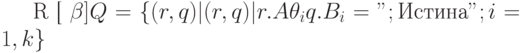 R [ β]Q = {(r, q)|(r, q)|r.Aθᵢq.Bᵢ = ”; Истина”; i =
1, k}